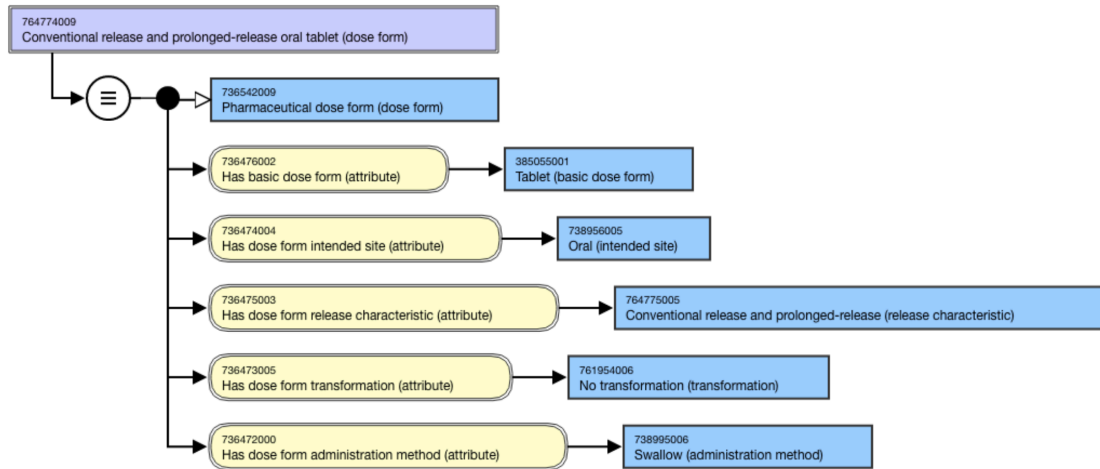 764774009
Conventional release and prolonged-release oral tablet (dose form)
736542009
Pharmaceutical dose form (dose form)
736476002
Has basic dose form (attribute)
385055001
Tablet (basic dose form)
736474004
Has dose form intended site (attribute)
738956005
Oral (intended site)
736475003
Has dose form release characteristic (attribute)
764775005
Conventional release and prolonged-release (release characteristic)
736473005
Has dose form transformation (attribute)
761954006
No transformation (transformation)
736472000
Has dose form administration method (attribute)
738995006
Swallow (administration method)